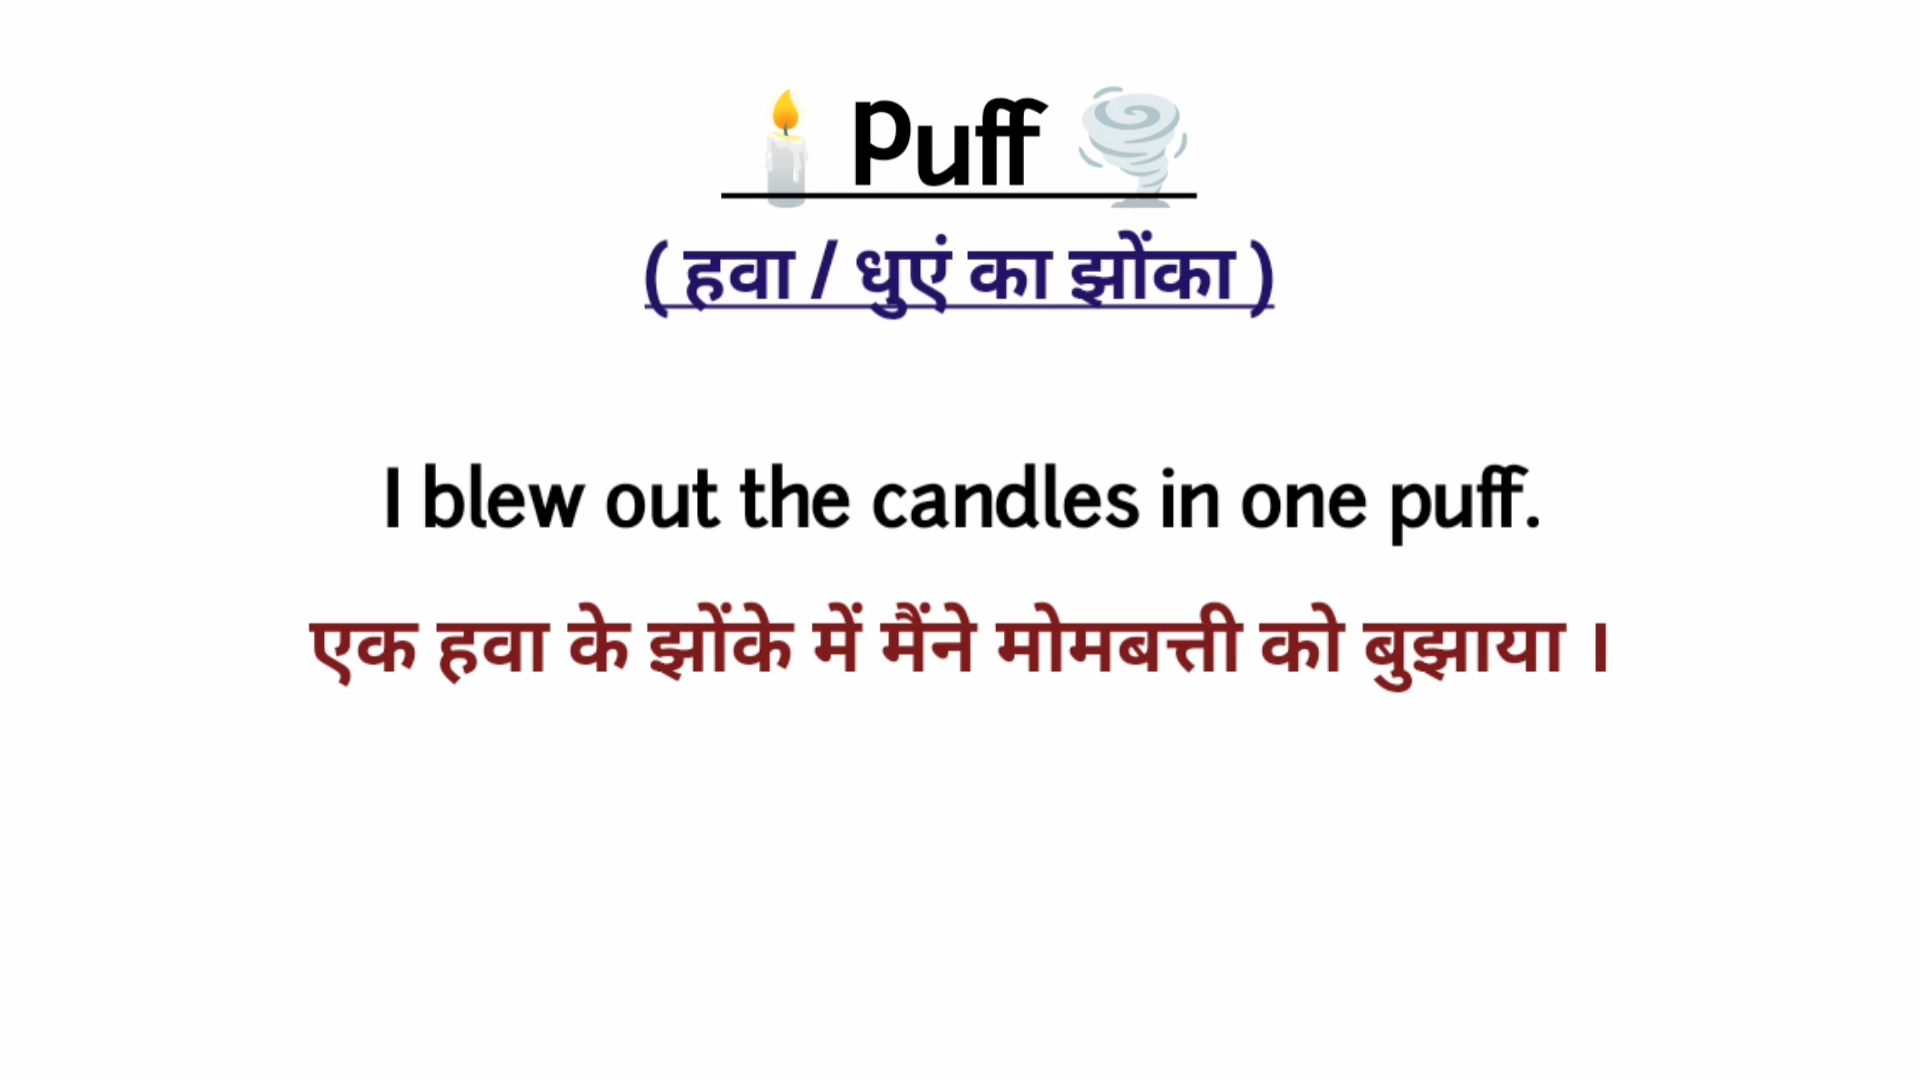 Puff
( हवा / धुएं का झोंका )
I blew out the candles in one puff.
एक हवा के झोंके में मैंने मोमबत्ती को बुझाया ।